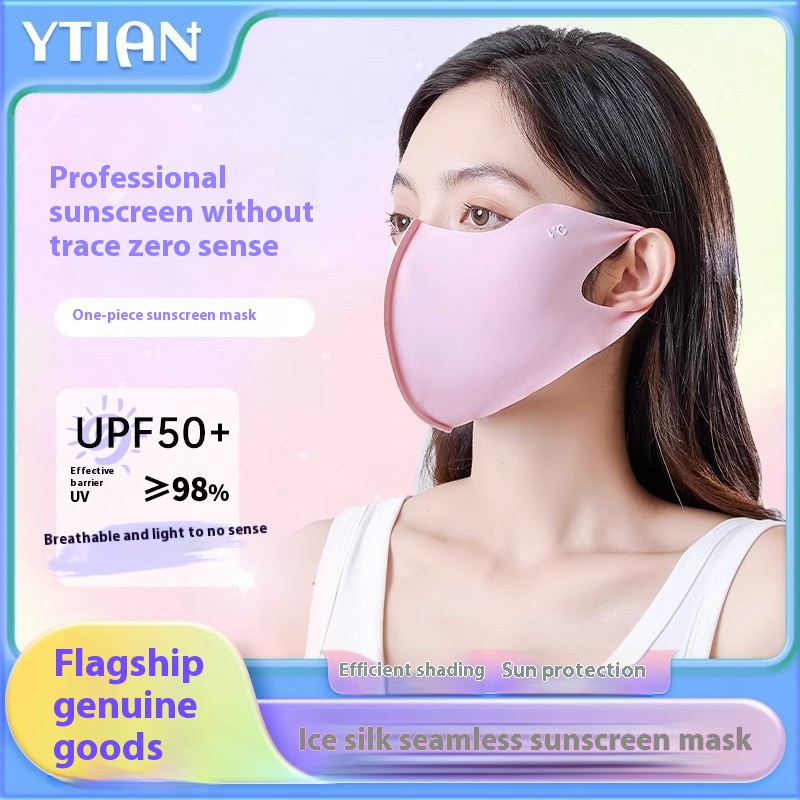 YTIAN
Professional
sunscreen without
trace zero sense
One-piece sunscreen mask
UPF50+
Effective
barrier
UV
≥98%
Breathable and light to no sense
Flagship
genuine
goods
Efficient shading Sun protection
Ice silk seamless sunscreen mask